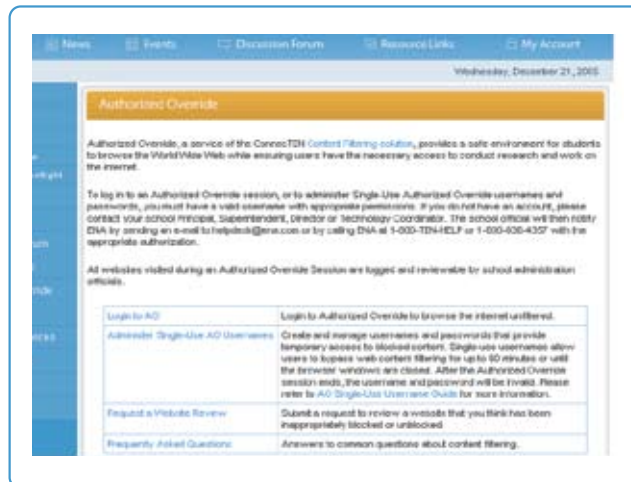 News Events Discussion Forum Resource Links My Account
Wednesday, December 21, 2005
Authorized Override
Authorized Override, a service of the ConnecTEN Content Filtering solution, provides a safe environment for students
to browse the World Wide Web while ensuring users have the necessary access to conduct research and work on
the internet.
To log in to an Authorized Override session, or to administer Single-Use Authorized Override usernames and
passwords, you must have a valid username with appropriate permissions. If you do not have an account, please
contact your school Principal, Superintendent, Director or Technology Coordinator. The school official will then notify
ENA by sending an e-mail to helpdesk@ena.com or by calling ENA at 1-800-TEN-HELP or 1-800-836-4357 with the
appropriate authorization.
All websites visited during an Authorized Override Session are logged and reviewable by school administration
officials.
Login to AO Login to Authorized Override to browse the internet unfiltered.
Administer Single-Use AO Usernames Create and manage usernames and passwords that provide
temporary access to blocked content. Single use usernames allow
users to bypass web content filtering for up to 60 minutes or until
the browser windows are closed. After the Authorized Override
session ends, the username and password will be invalid. Please
refer to AO Single-Use Username Guide for more information.
Request a Website Review Submit a request to review a website that you think has been
inappropriately blocked or unblocked.
Frequently Asked Questions Answers to common questions about content filtering.